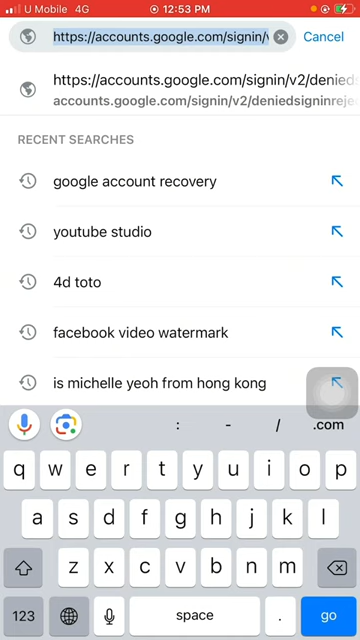 U Mobile 4G 12:53 PM
https://accounts.google.com/signin/v Cancel
https://accounts.google.com/signin/v2/denied
accounts.google.com/signin/v2/deniedsigninreje
RECENT SEARCHES
google account recovery
youtube studio
4d toto
facebook video watermark
is michelle yeoh from hong kong
: - / .com
q w e r t y u i o p
a s d f g h j k l
z x c v b n m
123 space . go